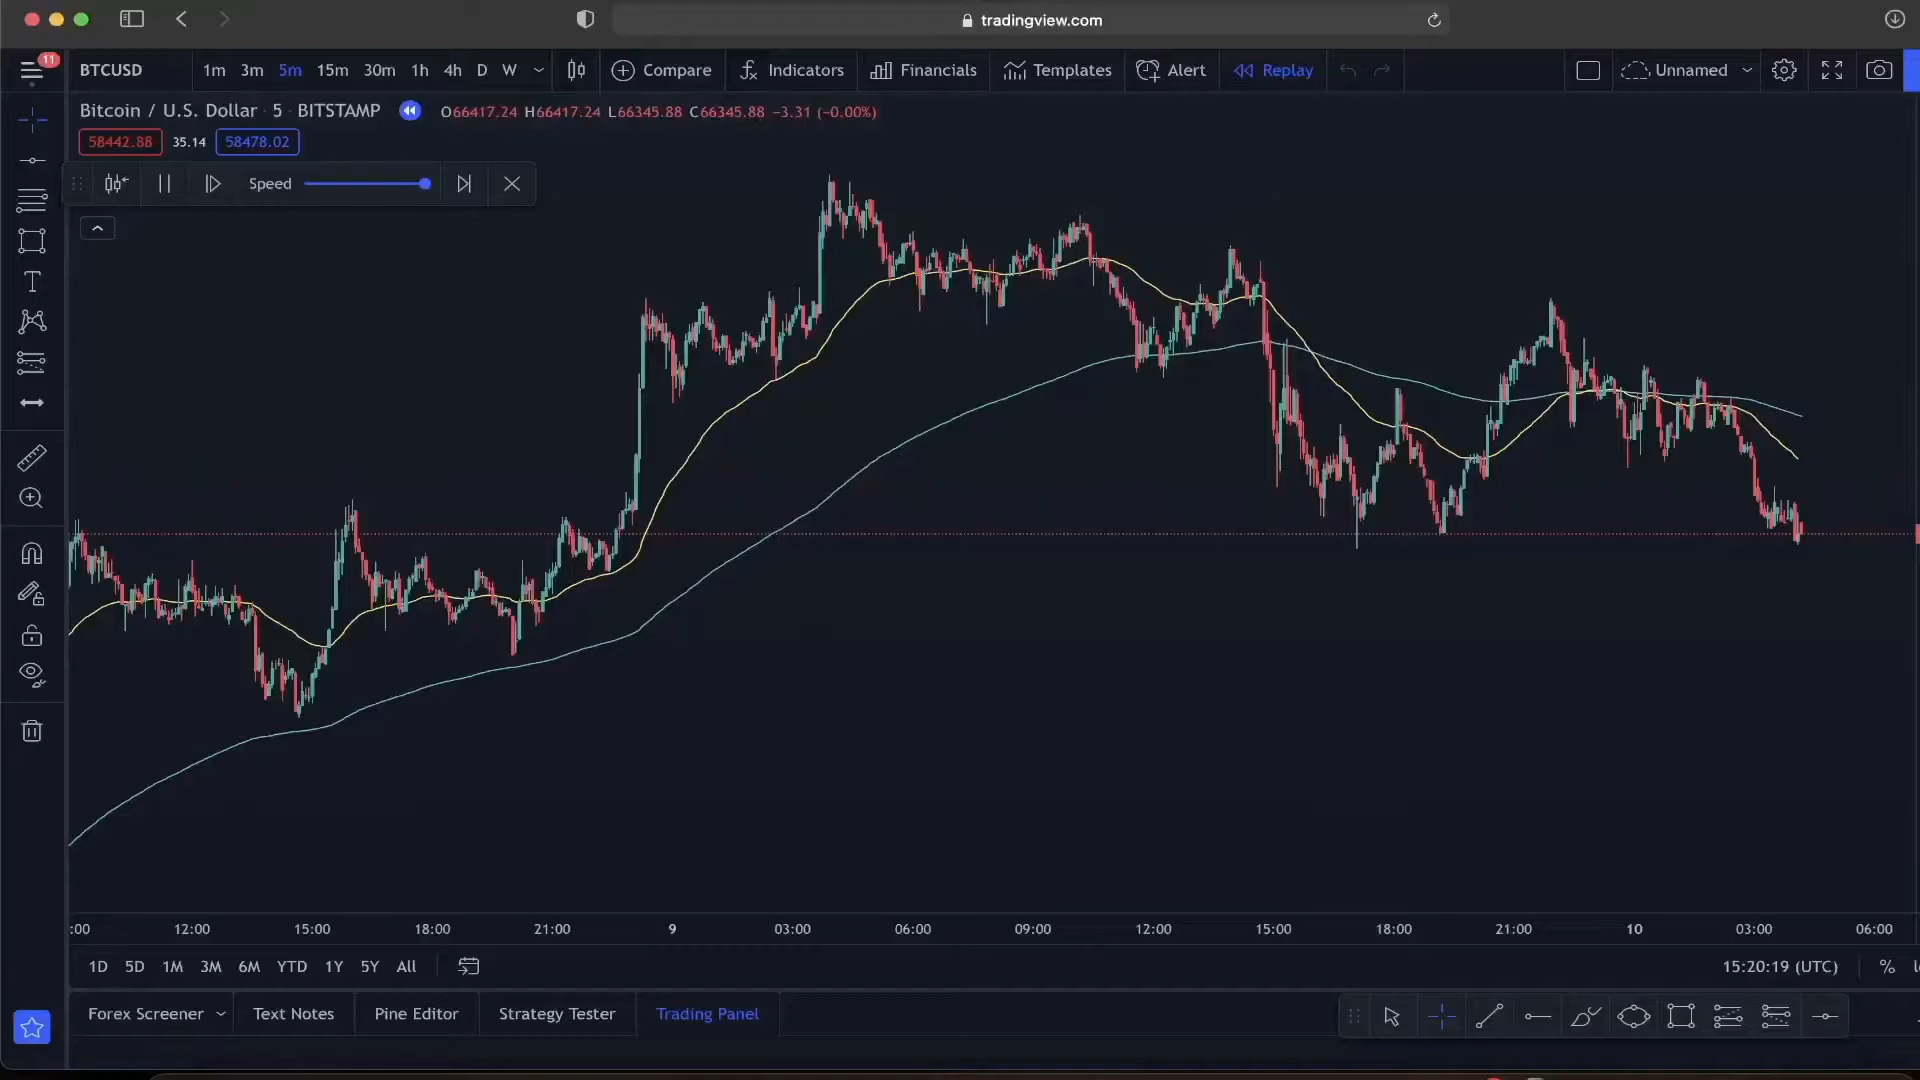 tradingview.com
11
BTCUSD 1m 3m 5m 15m 30m 1h 4h D W Compare Indicators Financials Templates Alert Replay Unnamed
Bitcoin / U.S. Dollar · 5 · BITSTAMP O66417.24 H66417.24 L66345.88 C66345.88 −3.31 (−0.00%)
58442.88 35.14 58478.02
Speed
:00 12:00 15:00 18:00 21:00 9 03:00 06:00 09:00 12:00 15:00 18:00 21:00 10 03:00 06:00
1D 5D 1M 3M 6M YTD 1Y 5Y All 15:20:19 (UTC) %
Forex Screener Text Notes Pine Editor Strategy Tester Trading Panel